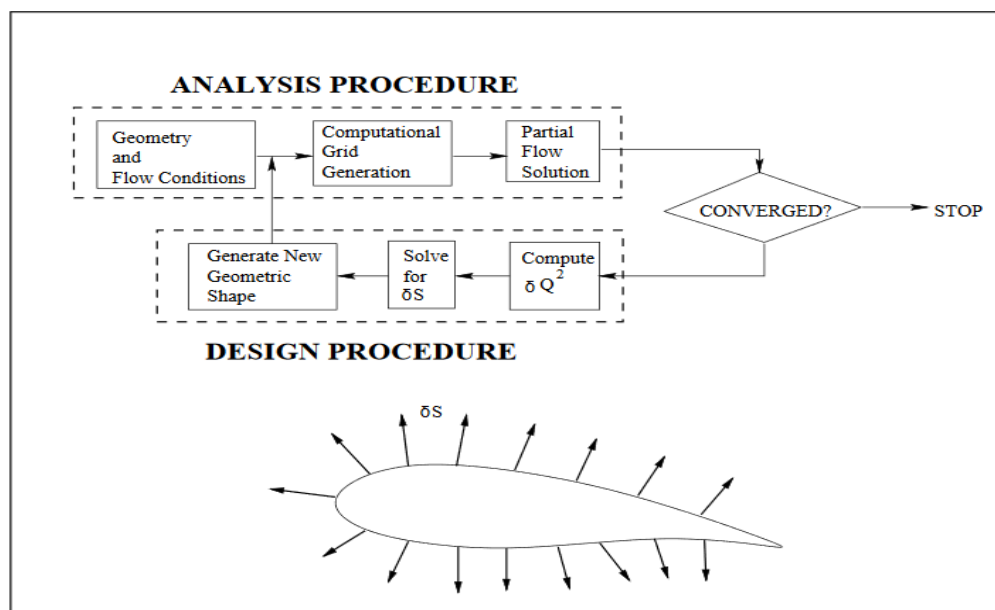 ANALYSIS PROCEDURE
Geometry
and
Flow Conditions
Computational
Grid
Generation
Partial
Flow
Solution
CONVERGED?
STOP
Generate New
Geometric
Shape
Solve
for
δS
Compute
δ Q²
DESIGN PROCEDURE
δS